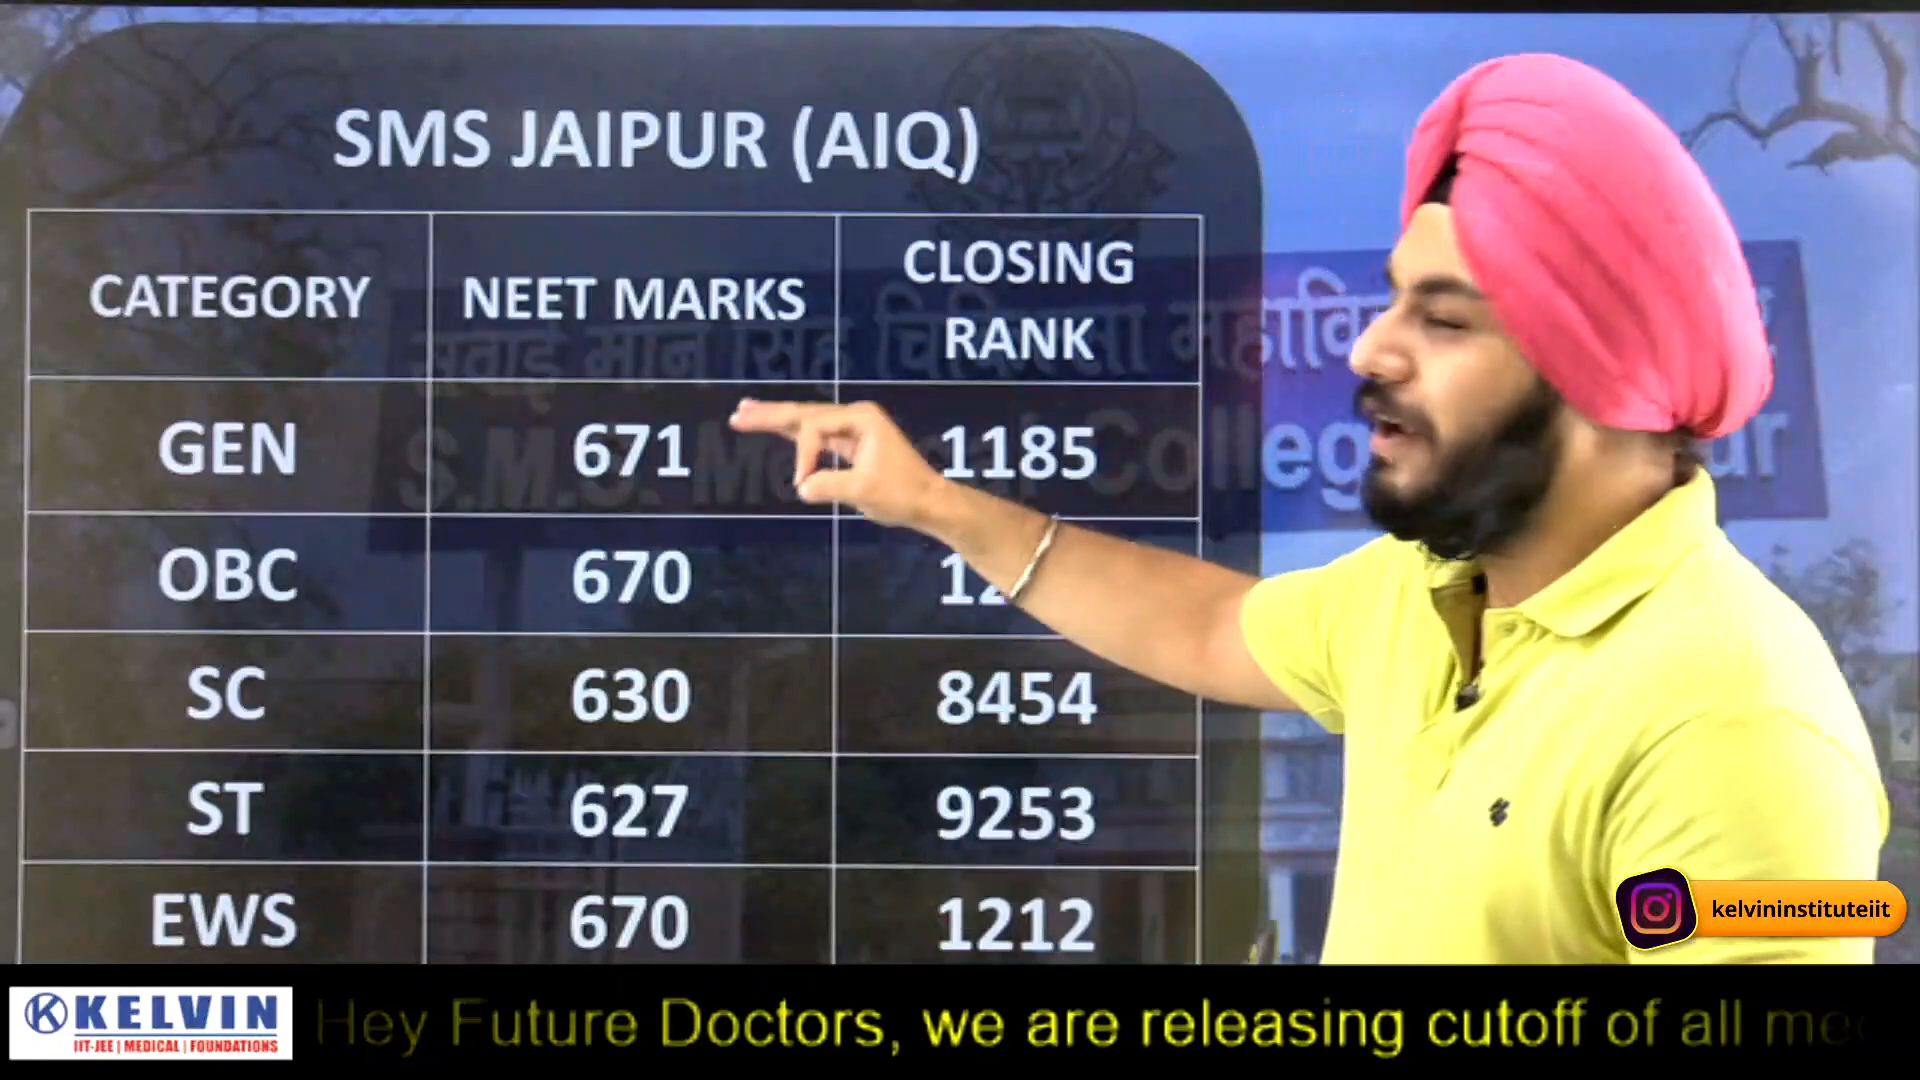 SMS JAIPUR (AIQ)
CATEGORY NEET MARKS CLOSING RANK
GEN 671 1185
OBC 670
SC 630 8454
ST 627 9253
EWS 670 1212
kelvininstituteiit
KELVIN
IIT-JEE | MEDICAL | FOUNDATIONS
Hey Future Doctors, we are releasing cutoff of all